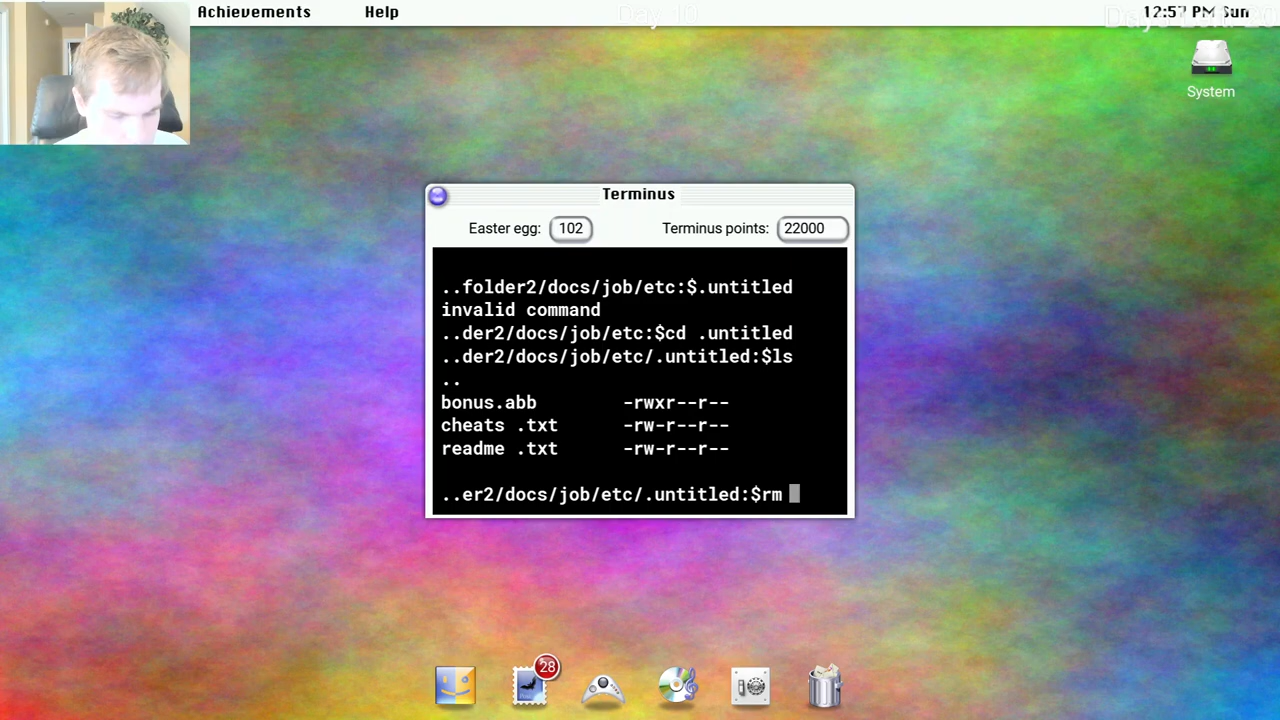 Achievements Help Day 10 12:57 PM Sun
System
Terminus
Easter egg: 102 Terminus points: 22000
..folder2/docs/job/etc:$.untitled
invalid command
..der2/docs/job/etc:$cd .untitled
..der2/docs/job/etc/.untitled:$ls
..
bonus.abb -rwxr--r--
cheats .txt -rw-r--r--
readme .txt -rw-r--r--
..er2/docs/job/etc/.untitled:$rm
28